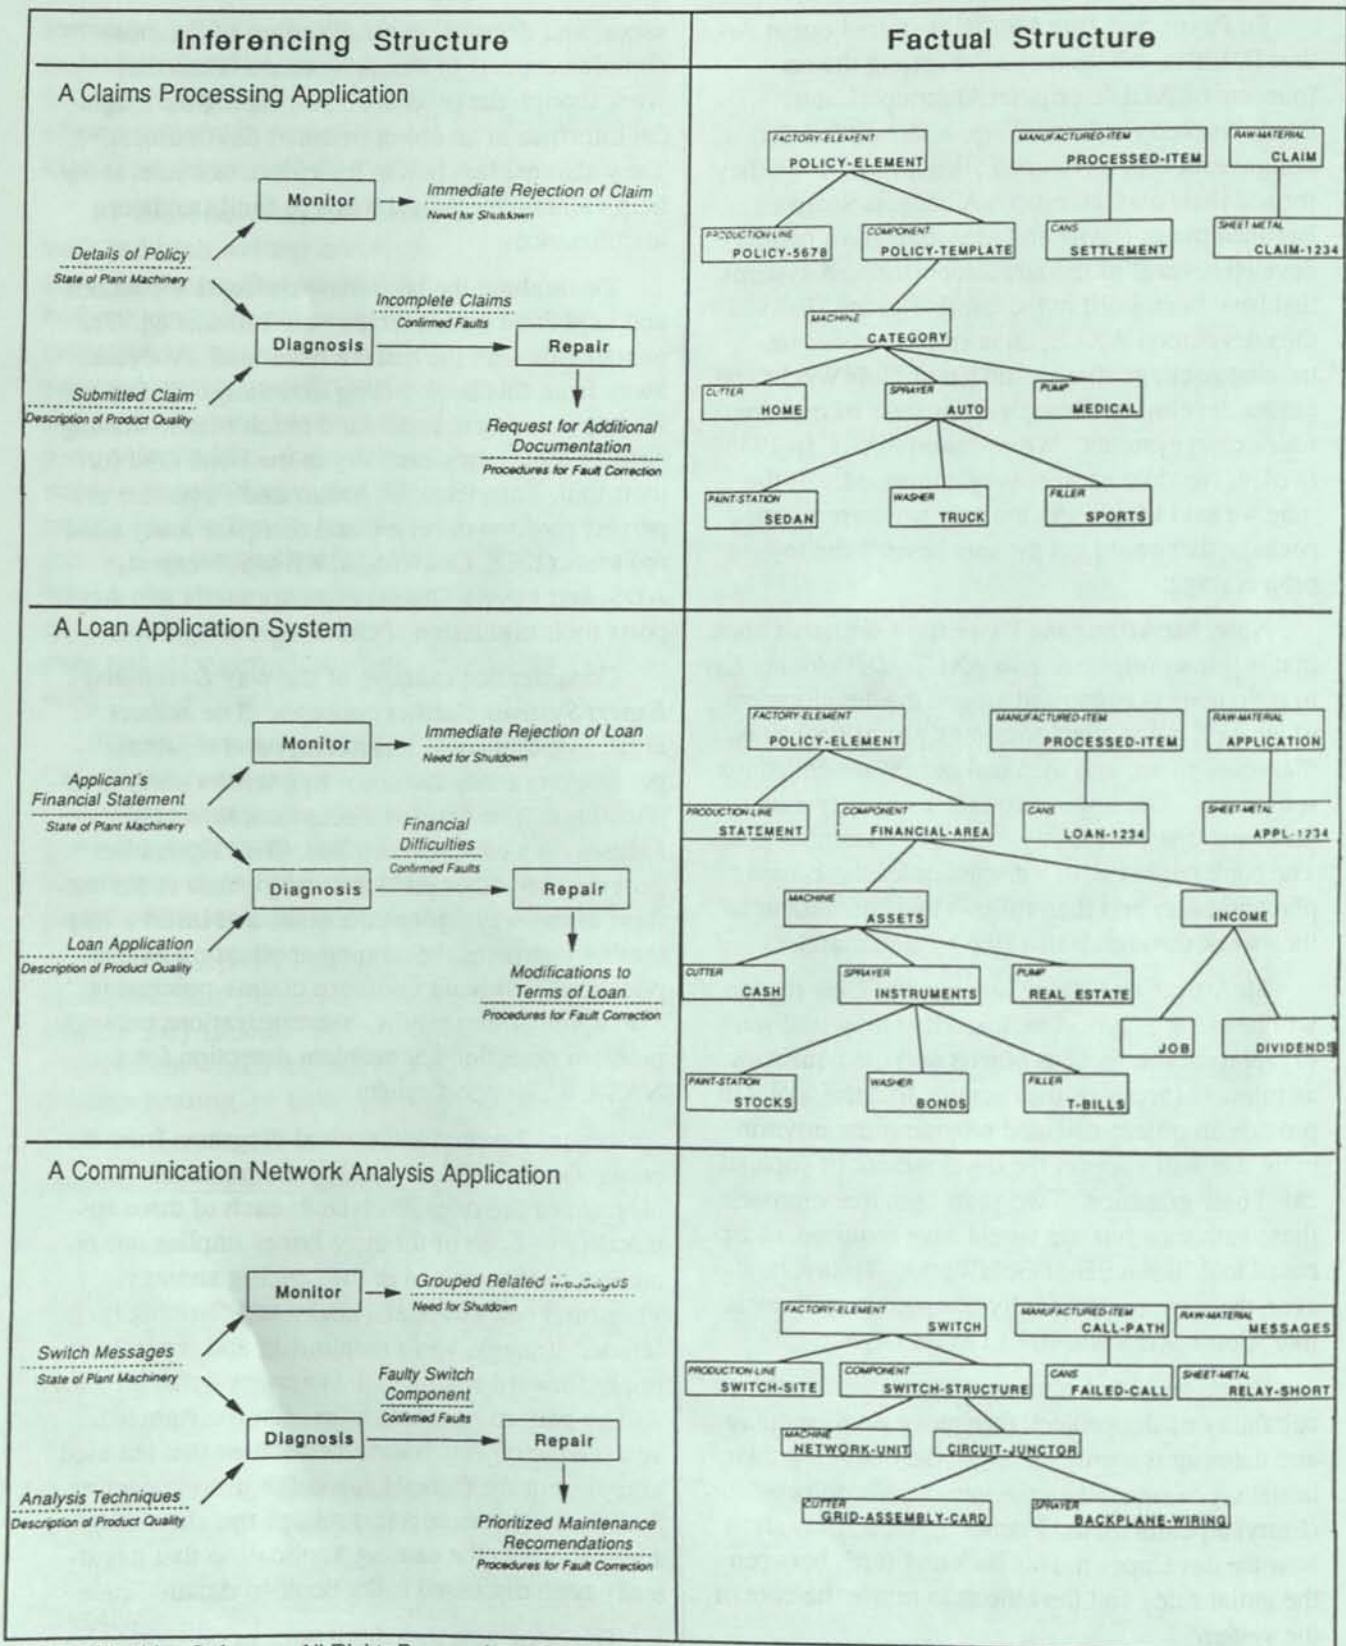 Inferencing Structure
Factual Structure
A Claims Processing Application
Monitor
Immediate Rejection of Claim
Need for Shutdown
Details of Policy
State of Plant Machinery
Incomplete Claims
Confirmed Faults
Diagnosis
Repair
Submitted Claim
Description of Product Quality
Request for Additional
Documentation
Procedures for Fault Correction
FACTORY-ELEMENT
POLICY-ELEMENT
MANUFACTURED-ITEM
PROCESSED-ITEM
RAW-MATERIAL
CLAIM
PRODUCTION-LINE
POLICY-5678
COMPONENT
POLICY-TEMPLATE
CANS
SETTLEMENT
SHEET-METAL
CLAIM-1234
MACHINE
CATEGORY
CUTTER
HOME
SPRAYER
AUTO
PUMP
MEDICAL
PAINT-STATION
SEDAN
WASHER
TRUCK
FILLER
SPORTS
A Loan Application System
Monitor
Immediate Rejection of Loan
Need for Shutdown
Applicant's
Financial Statement
State of Plant Machinery
Financial
Difficulties
Confirmed Faults
Diagnosis
Repair
Loan Application
Description of Product Quality
Modifications to
Terms of Loan
Procedures for Fault Correction
FACTORY-ELEMENT
POLICY-ELEMENT
MANUFACTURED-ITEM
PROCESSED-ITEM
RAW-MATERIAL
APPLICATION
PRODUCTION-LINE
STATEMENT
COMPONENT
FINANCIAL-AREA
CANS
LOAN-1234
SHEET-METAL
APPL-1234
MACHINE
ASSETS
INCOME
CUTTER
CASH
SPRAYER
INSTRUMENTS
PUMP
REAL ESTATE
JOB
DIVIDENDS
PAINT-STATION
STOCKS
WASHER
BONDS
FILLER
T-BILLS
A Communication Network Analysis Application
Monitor
Grouped Related Messages
Need for Shutdown
Switch Messages
State of Plant Machinery
Faulty Switch
Component
Confirmed Faults
Diagnosis
Repair
Analysis Techniques
Description of Product Quality
Prioritized Maintenance
Recomendations
Procedures for Fault Correction
FACTORY-ELEMENT
SWITCH
MANUFACTURED-ITEM
CALL-PATH
RAW-MATERIAL
MESSAGES
PRODUCTION-LINE
SWITCH-SITE
COMPONENT
SWITCH-STRUCTURE
CANS
FAILED-CALL
SHEET-METAL
RELAY-SHORT
MACHINE
NETWORK-UNIT
CIRCUIT-JUNCTOR
CUTTER
GRID-ASSEMBLY-CARD
SPRAYER
BACKPLANE-WIRING
All Rights